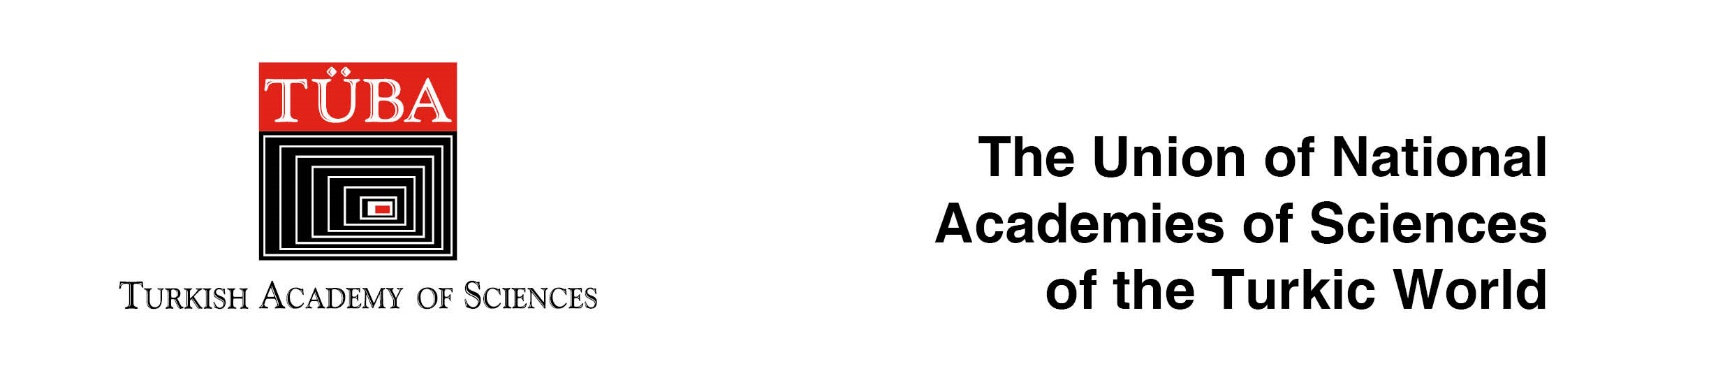 TÜBA
TURKISH ACADEMY OF SCIENCES
The Union of National
Academies of Sciences
of the Turkic World